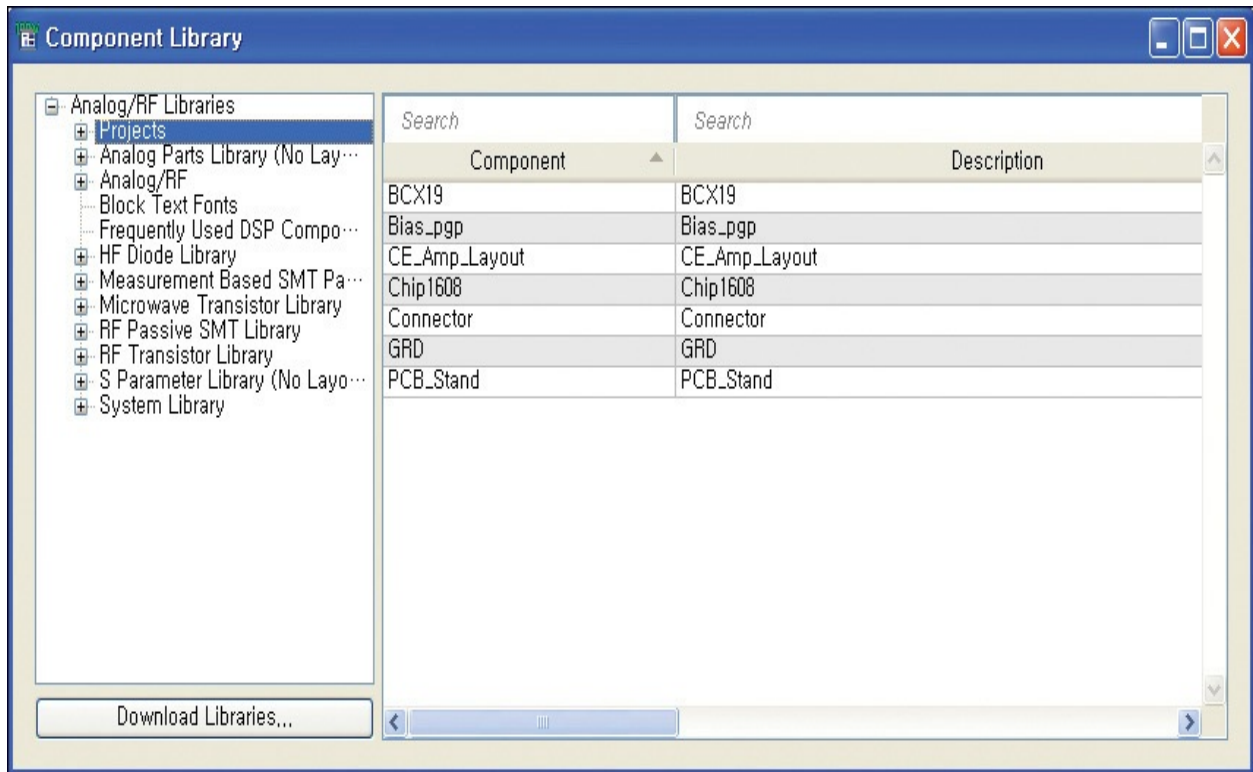 Component Library
Analog/RF Libraries
Projects
Analog Parts Library (No Lay···
Analog/RF
Block Text Fonts
Frequently Used DSP Compo···
HF Diode Library
Measurement Based SMT Pa···
Microwave Transistor Library
RF Passive SMT Library
RF Transistor Library
S Parameter Library (No Layo···
System Library
Download Libraries...
Search Search
Component Description
BCX19 BCX19
Bias_pgp Bias_pgp
CE_Amp_Layout CE_Amp_Layout
Chip1608 Chip1608
Connector Connector
GRD GRD
PCB_Stand PCB_Stand